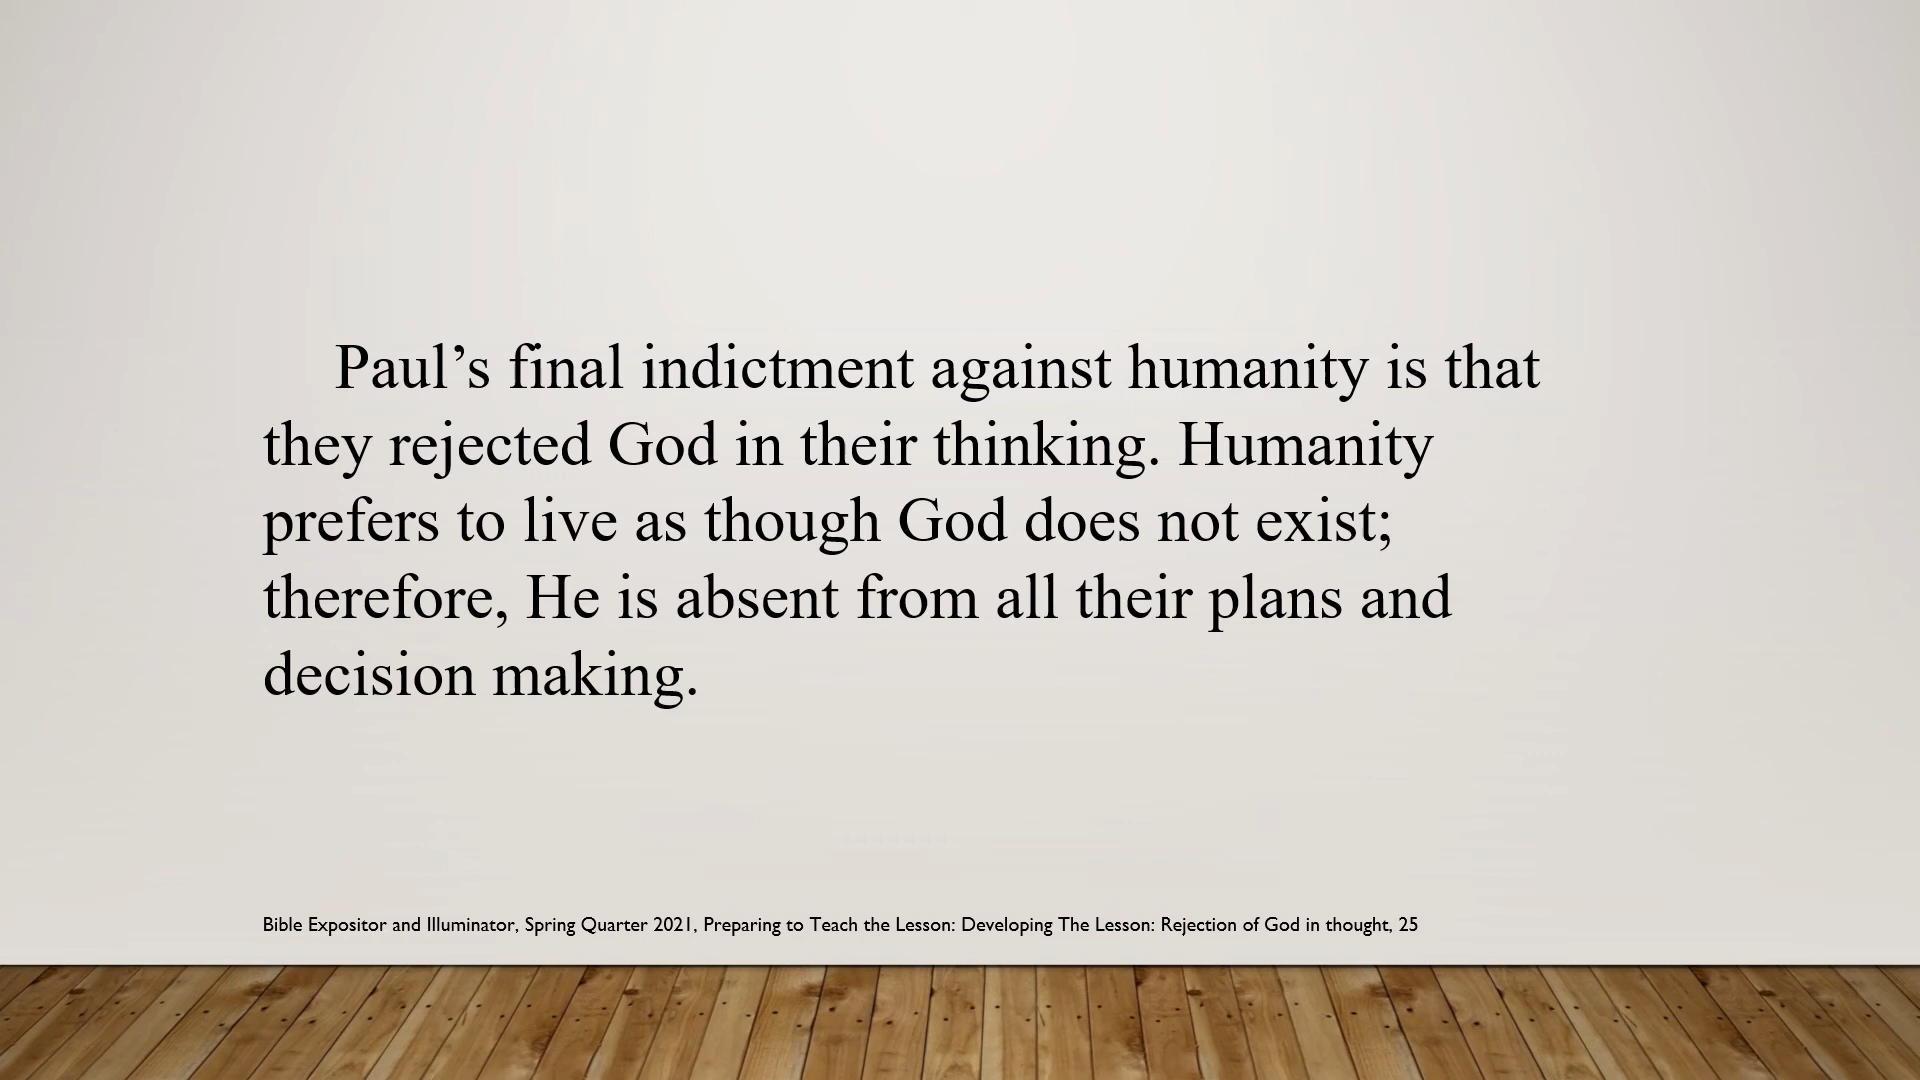 Paul’s final indictment against humanity is that
they rejected God in their thinking. Humanity
prefers to live as though God does not exist;
therefore, He is absent from all their plans and
decision making.
Bible Expositor and Illuminator, Spring Quarter 2021, Preparing to Teach the Lesson: Developing The Lesson: Rejection of God in thought, 25